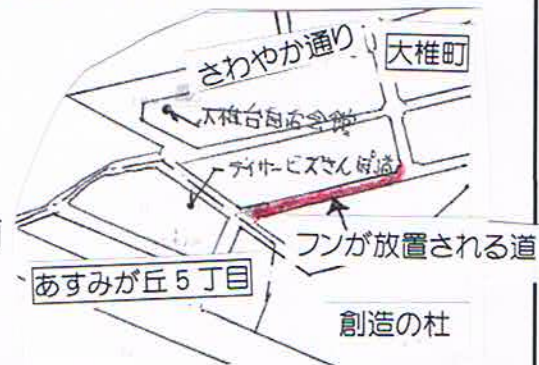 さわやか通り
大椎町
大椎台自治会館
デイサービスさんぽ道
フンが放置される道
あすみが丘5丁目
創造の杜